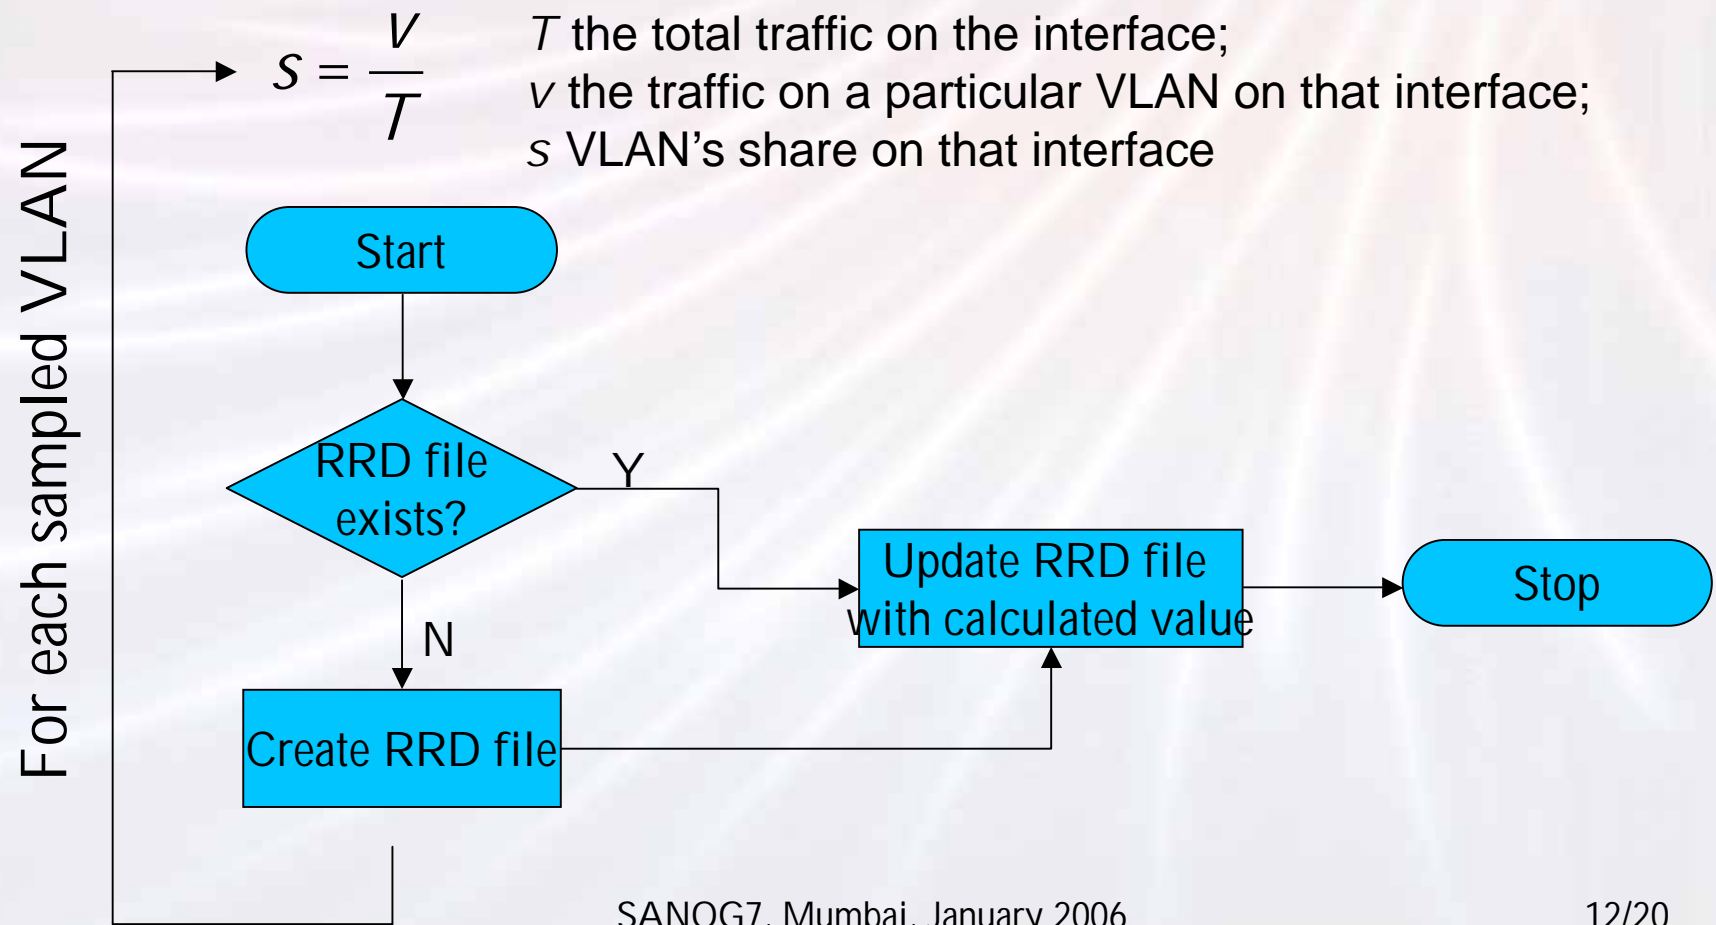 s = v / T
T the total traffic on the interface;
v the traffic on a particular VLAN on that interface;
s VLAN's share on that interface
For each sampled VLAN
Start
RRD file
exists?
Y
N
Create RRD file
Update RRD file
with calculated value
Stop
SANOG7, Mumbai, January 2006
12/20